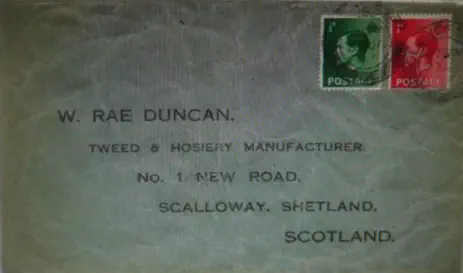 POSTAGE
POSTAGE
W. RAE DUNCAN.
TWEED & HOSIERY MANUFACTURER.
No. 1. NEW ROAD,
SCALLOWAY, SHETLAND,
SCOTLAND.